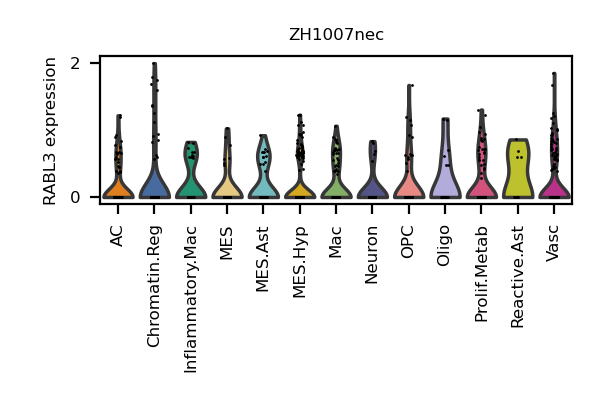 ZH1007nec
RABL3 expression
2
0
AC
Chromatin.Reg
Inflammatory.Mac
MES
MES.Ast
MES.Hyp
Mac
Neuron
OPC
Oligo
Prolif.Metab
Reactive.Ast
Vasc